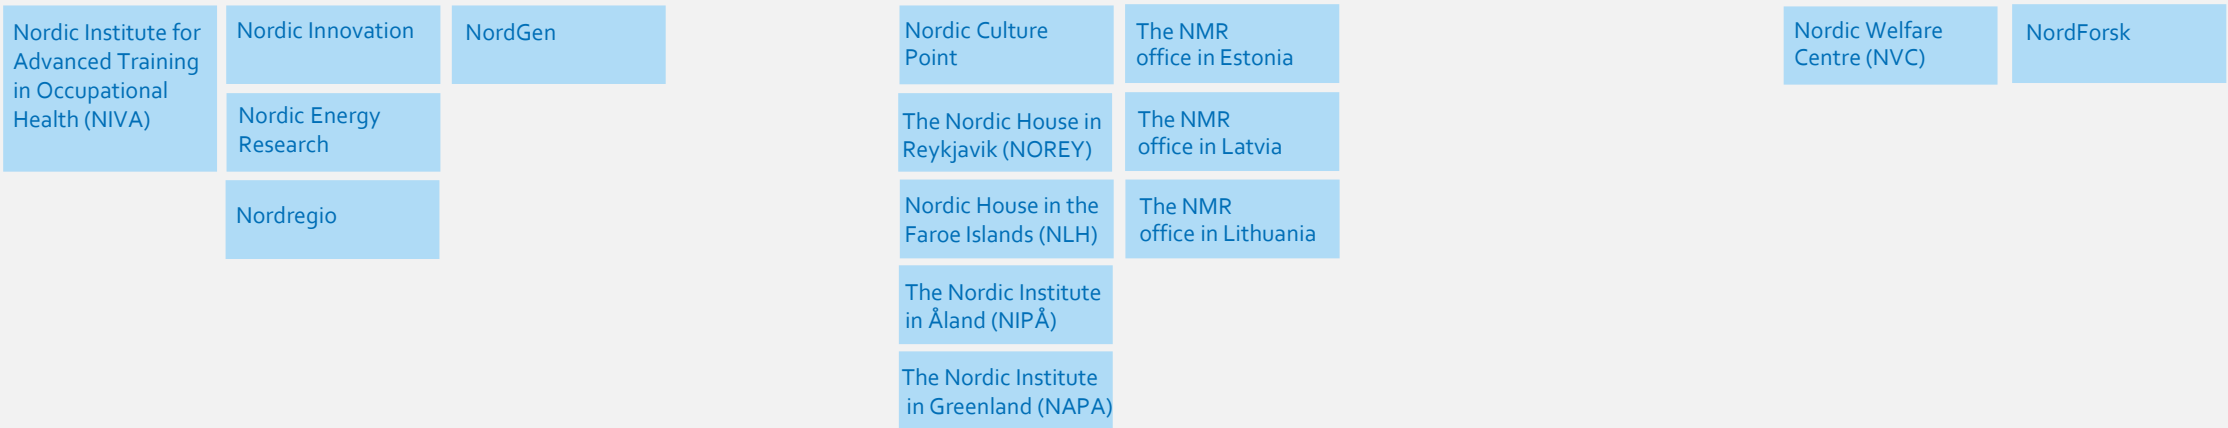 Nordic Institute for
Advanced Training
in Occupational
Health (NIVA)
Nordic Innovation
Nordic Energy
Research
Nordregio
NordGen
Nordic Culture
Point
The Nordic House in
Reykjavik (NOREY)
Nordic House in the
Faroe Islands (NLH)
The Nordic Institute
in Åland (NIPÅ)
The Nordic Institute
in Greenland (NAPA)
The NMR
office in Estonia
The NMR
office in Latvia
The NMR
office in Lithuania
Nordic Welfare
Centre (NVC)
NordForsk